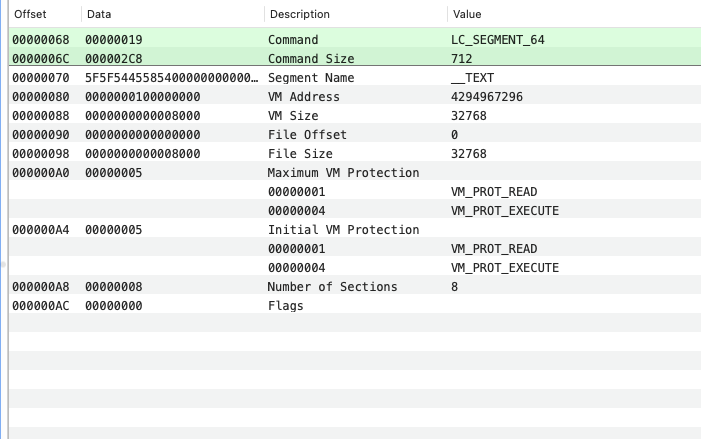 Offset Data Description Value
00000068 00000019 Command LC_SEGMENT_64
0000006C 000002C8 Command Size 712
00000070 5F5F5445585400000000000… Segment Name __TEXT
00000080 0000000100000000 VM Address 4294967296
00000088 0000000000008000 VM Size 32768
00000090 0000000000000000 File Offset 0
00000098 0000000000008000 File Size 32768
000000A0 00000005 Maximum VM Protection
00000001 VM_PROT_READ
00000004 VM_PROT_EXECUTE
000000A4 00000005 Initial VM Protection
00000001 VM_PROT_READ
00000004 VM_PROT_EXECUTE
000000A8 00000008 Number of Sections 8
000000AC 00000000 Flags